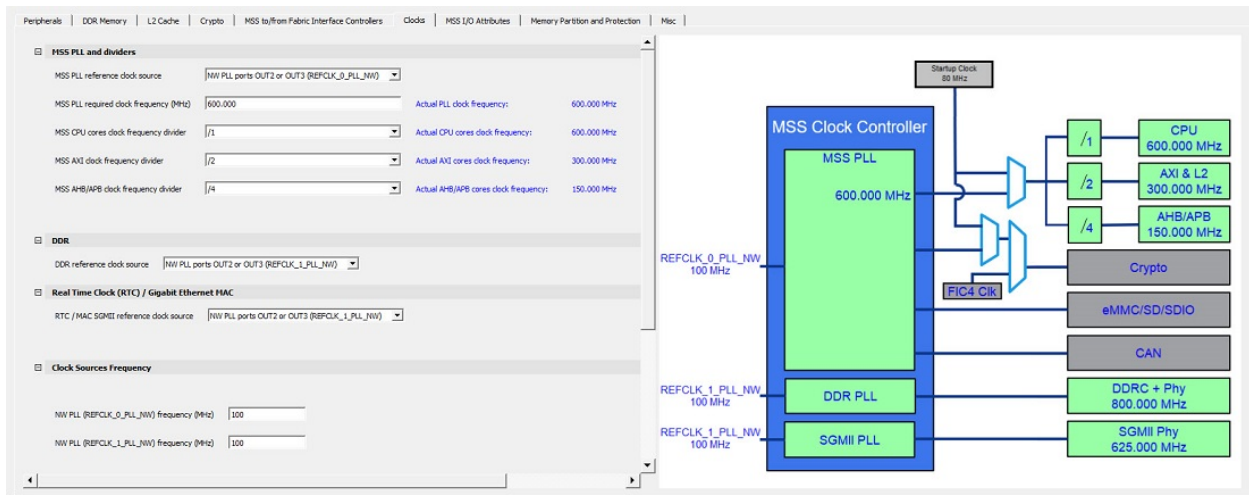 Peripherals | DDR Memory | L2 Cache | Crypto | MSS to/from Fabric Interface Controllers | Clocks | MSS I/O Attributes | Memory Partition and Protection | Misc |
MSS PLL and dividers
MSS PLL reference clock source NW PLL ports OUT2 or OUT3 (REFCLK_0_PLL_NW)
MSS PLL required clock frequency (MHz) 600.000 Actual PLL clock frequency: 600.000 MHz
MSS CPU cores clock frequency divider /1 Actual CPU cores clock frequency: 600.000 MHz
MSS AXI clock frequency divider /2 Actual AXI cores clock frequency: 300.000 MHz
MSS AHB/APB clock frequency divider /4 Actual AHB/APB cores clock frequency: 150.000 MHz
DDR
DDR reference clock source NW PLL ports OUT2 or OUT3 (REFCLK_1_PLL_NW)
Real Time Clock (RTC) / Gigabit Ethernet MAC
RTC / MAC SGMII reference clock source NW PLL ports OUT2 or OUT3 (REFCLK_1_PLL_NW)
Clock Sources Frequency
NW PLL (REFCLK_0_PLL_NW) frequency (MHz) 100
NW PLL (REFCLK_1_PLL_NW) frequency (MHz) 100
Startup Clock
80 MHz
MSS Clock Controller
MSS PLL
600.000 MHz
/1
CPU
600.000 MHz
/2
AXI & L2
300.000 MHz
/4
AHB/APB
150.000 MHz
REFCLK_0_PLL_NW
100 MHz
FIC4 Clk
Crypto
eMMC/SD/SDIO
CAN
REFCLK_1_PLL_NW
100 MHz
DDR PLL
DDRC + Phy
800.000 MHz
REFCLK_1_PLL_NW
100 MHz
SGMII PLL
SGMII Phy
625.000 MHz